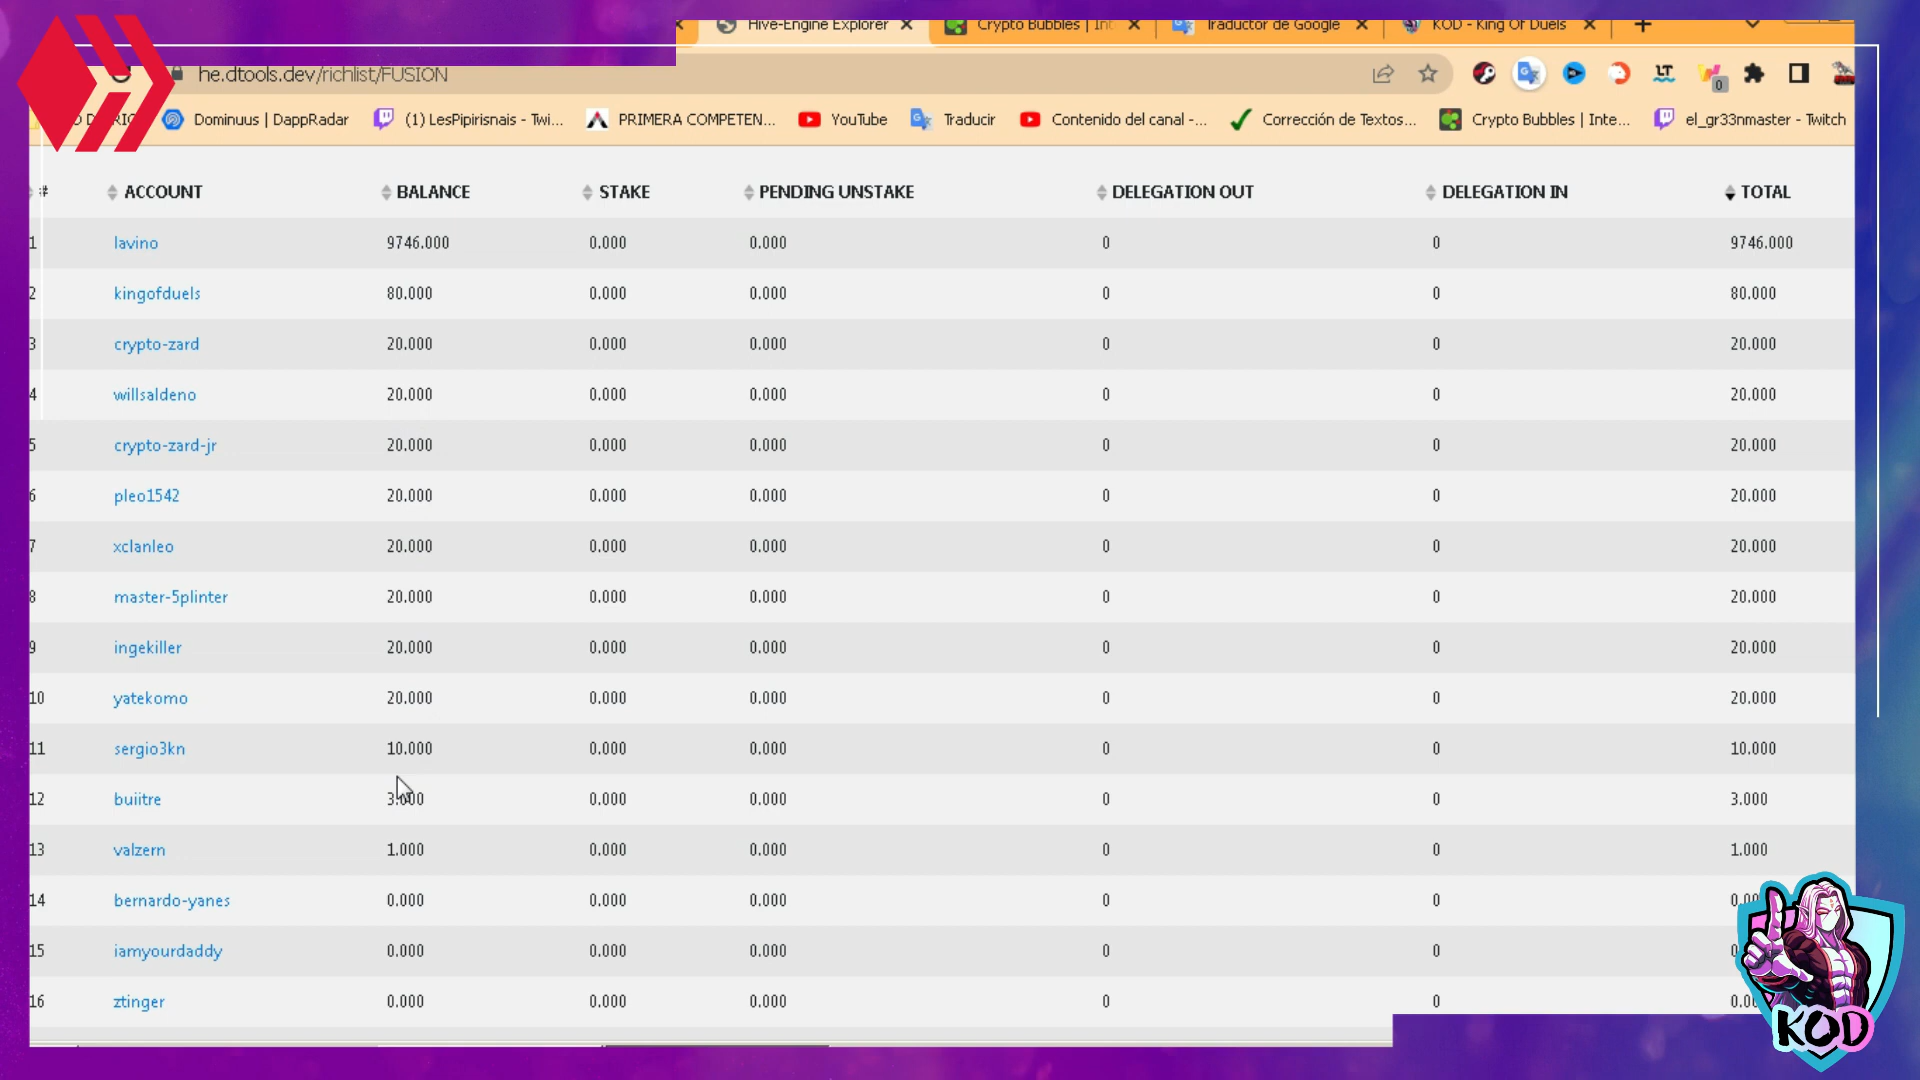 Hive-Engine Explorer Crypto Bubbles | Int Traductor de Google KOD - King Of Duels
he.dtools.dev/richlist/FUSION
0
Dominuus | DappRadar (1) LesPipirisnais - Twi... PRIMERA COMPETEN... YouTube Traducir Contenido del canal -... Corrección de Textos... Crypto Bubbles | Inte... el_gr33nmaster - Twitch
# ACCOUNT BALANCE STAKE PENDING UNSTAKE DELEGATION OUT DELEGATION IN TOTAL
1 lavino 9746.000 0.000 0.000 0 0 9746.000
2 kingofduels 80.000 0.000 0.000 0 0 80.000
3 crypto-zard 20.000 0.000 0.000 0 0 20.000
4 willsaldeno 20.000 0.000 0.000 0 0 20.000
5 crypto-zard-jr 20.000 0.000 0.000 0 0 20.000
6 pleo1542 20.000 0.000 0.000 0 0 20.000
7 xclanleo 20.000 0.000 0.000 0 0 20.000
8 master-5plinter 20.000 0.000 0.000 0 0 20.000
9 ingekiller 20.000 0.000 0.000 0 0 20.000
10 yatekomo 20.000 0.000 0.000 0 0 20.000
11 sergio3kn 10.000 0.000 0.000 0 0 10.000
12 buiitre 3.000 0.000 0.000 0 0 3.000
13 valzern 1.000 0.000 0.000 0 0 1.000
14 bernardo-yanes 0.000 0.000 0.000 0 0
15 iamyourdaddy 0.000 0.000 0.000 0 0
16 ztinger 0.000 0.000 0.000 0 0
KOD